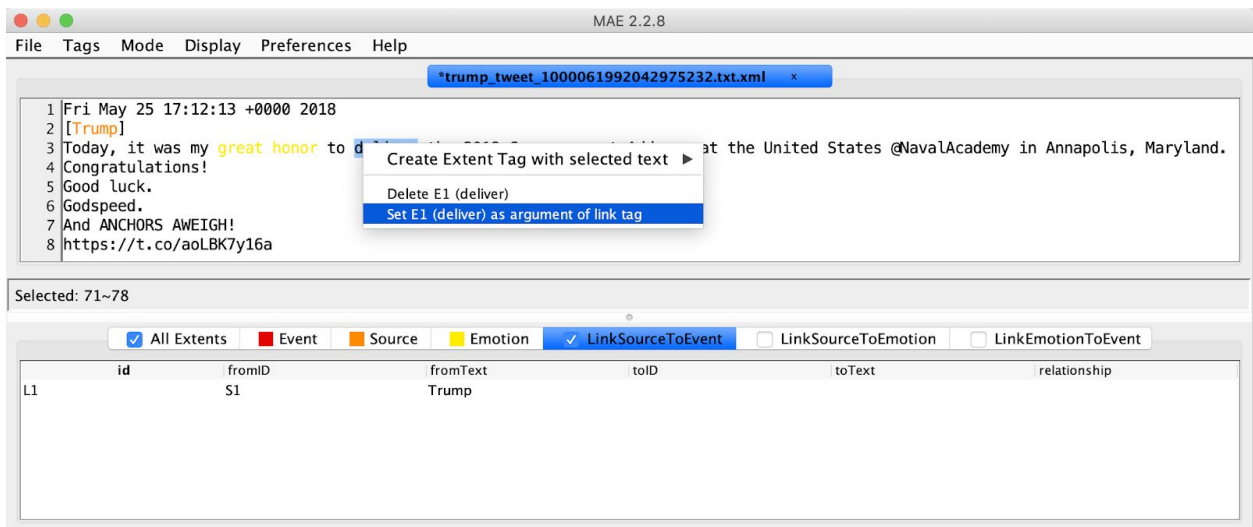 MAE 2.2.8
File Tags Mode Display Preferences Help
*trump_tweet_1000061992042975232.txt.xml x
1 Fri May 25 17:12:13 +0000 2018
2 [Trump]
3 Today, it was my great honor to d at the United States @NavalAcademy in Annapolis, Maryland.
4 Congratulations!
5 Good luck.
6 Godspeed.
7 And ANCHORS AWEIGH!
8 https://t.co/aoLBK7y16a
Create Extent Tag with selected text
Delete E1 (deliver)
Set E1 (deliver) as argument of link tag
Selected: 71~78
All Extents Event Source Emotion LinkSourceToEvent LinkSourceToEmotion LinkEmotionToEvent
id fromID fromText toID toText relationship
L1 S1 Trump